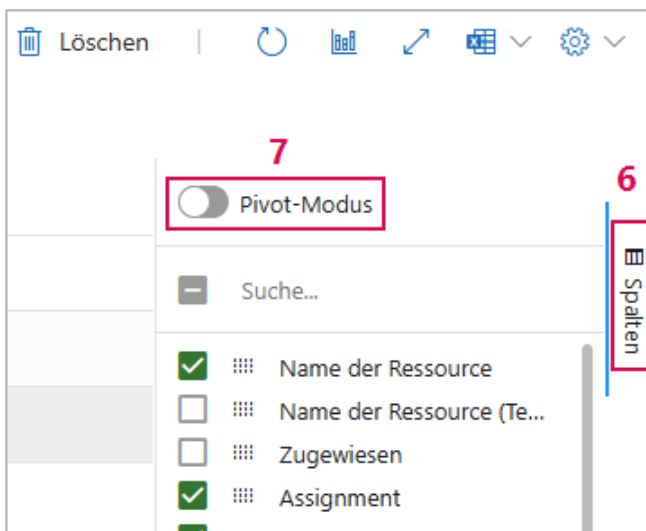 Löschen
7
Pivot-Modus
6
Spalten
Suche...
Name der Ressource
Name der Ressource (Te...
Zugewiesen
Assignment